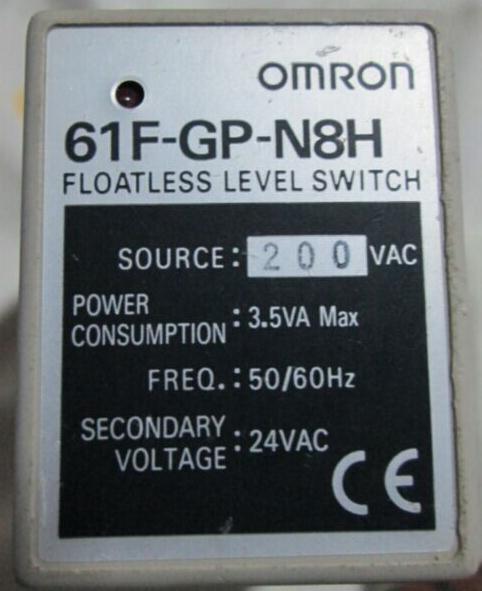 OMRON
61F-GP-N8H
FLOATLESS LEVEL SWITCH
SOURCE: 200 VAC
POWER CONSUMPTION : 3.5VA Max
FREQ.: 50/60Hz
SECONDARY VOLTAGE : 24VAC
CE